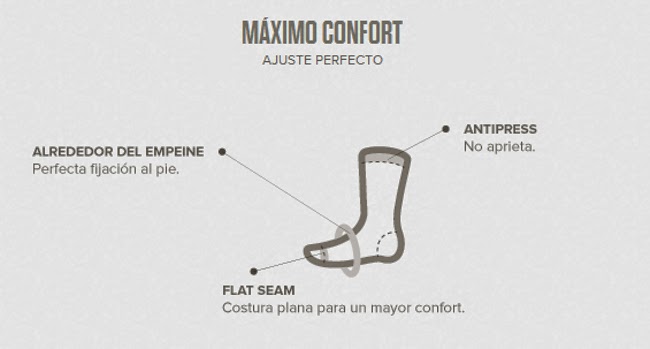 MÁXIMO CONFORT
AJUSTE PERFECTO
ANTIPRESS
No aprieta.
ALREDEDOR DEL EMPEINE
Perfecta fijación al pie.
FLAT SEAM
Costura plana para un mayor confort.